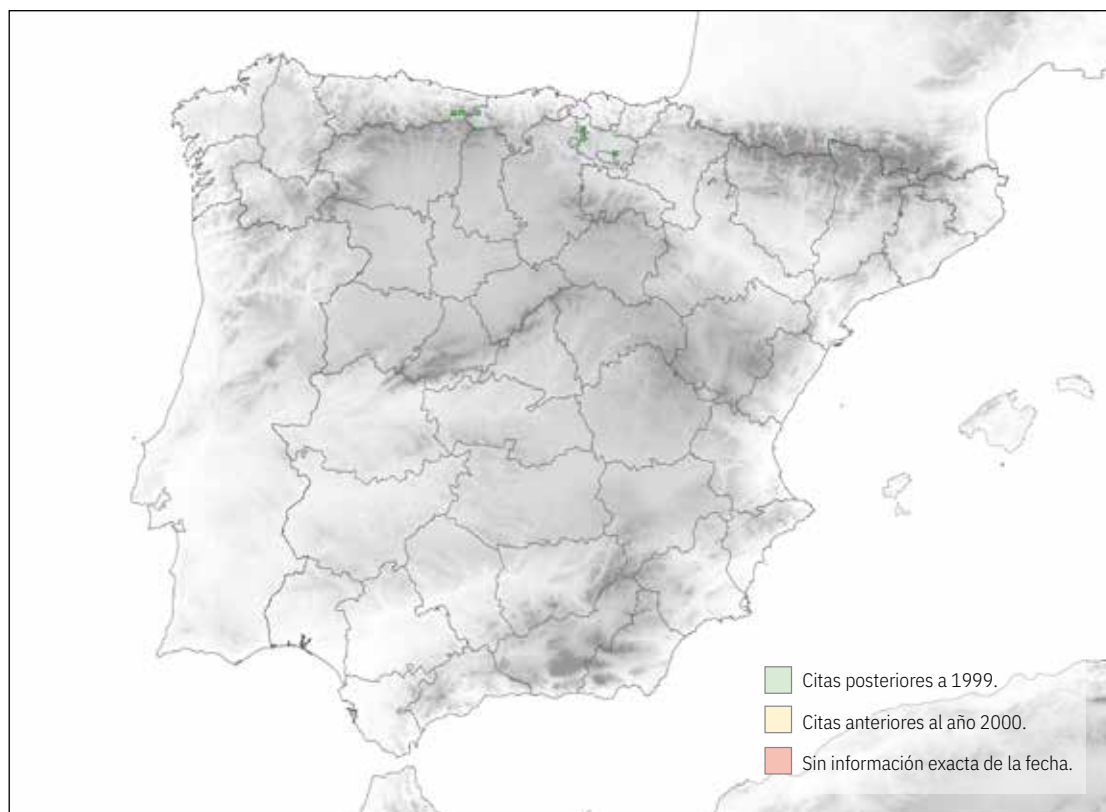 Citas posteriores a 1999.
Citas anteriores al año 2000.
Sin información exacta de la fecha.